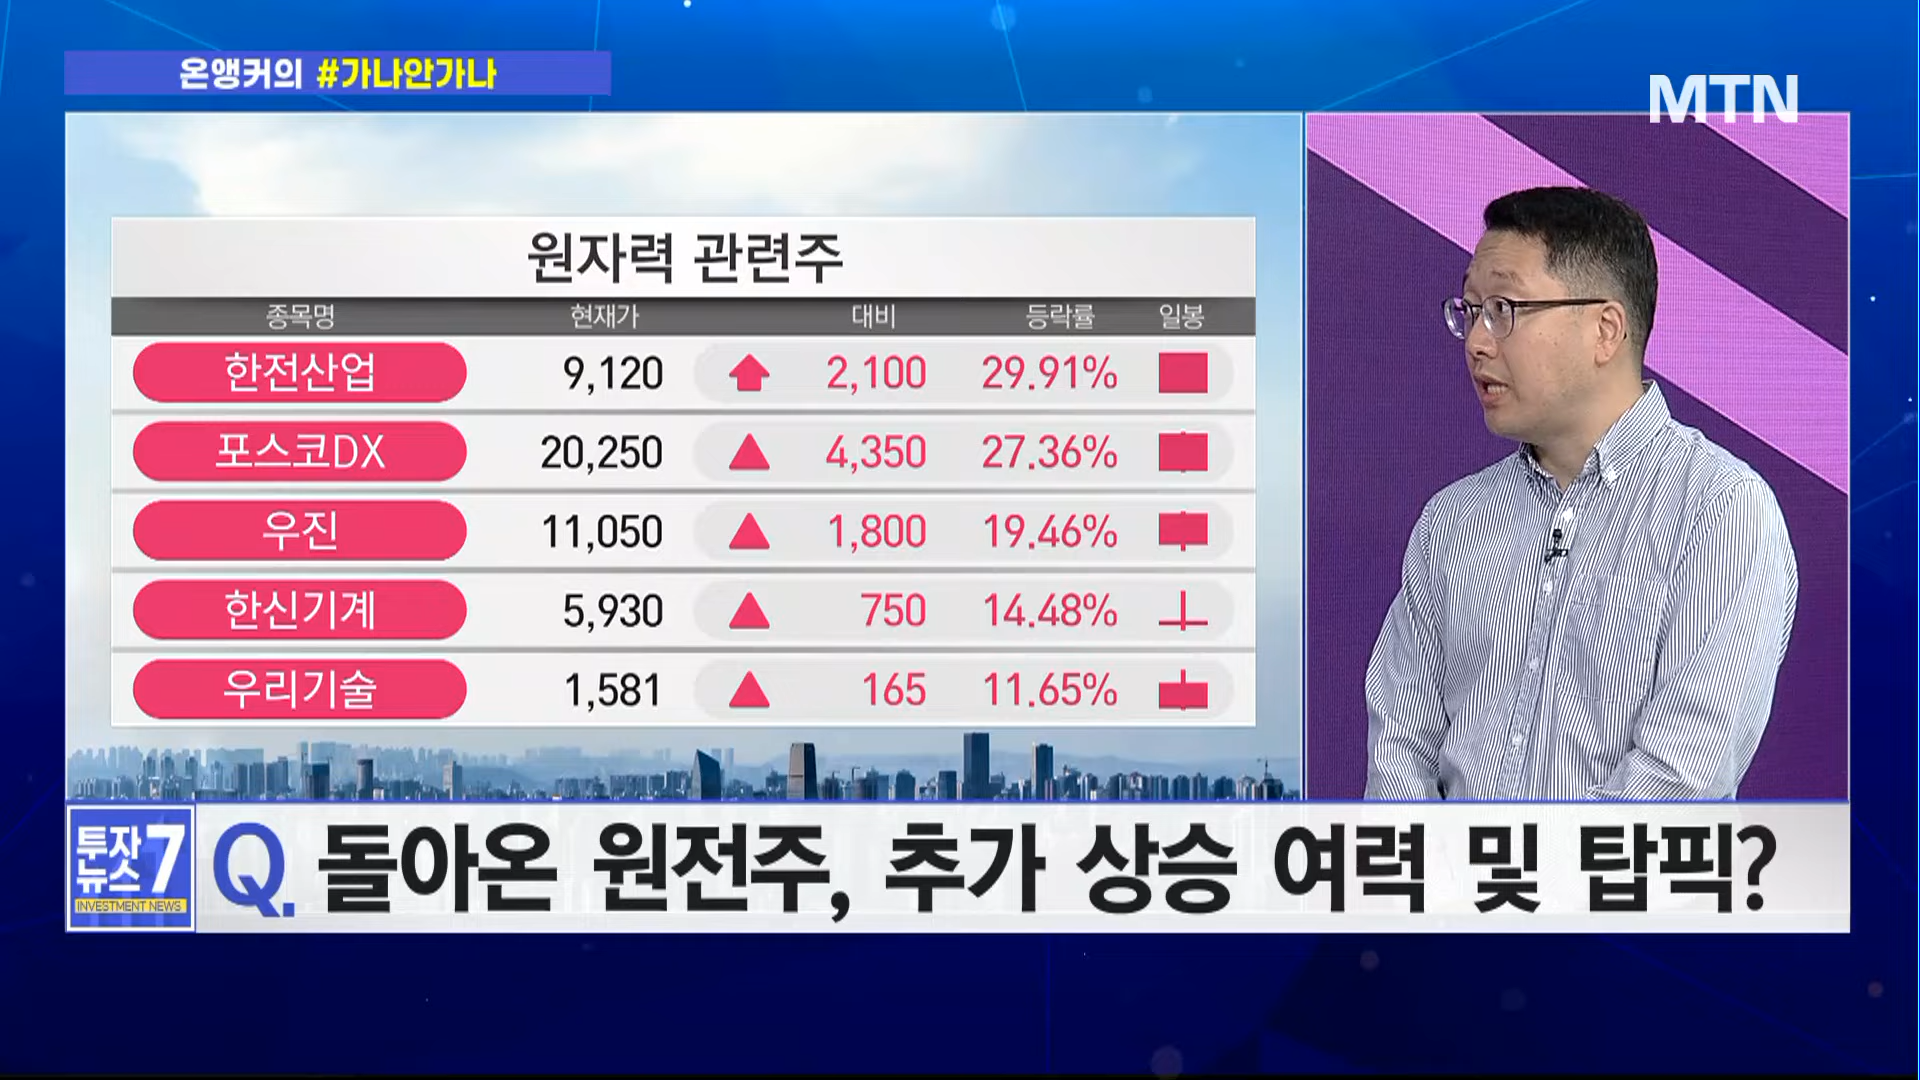 온앵커의 #가나안가나
MTN
원자력 관련주
종목명 현재가 대비 등락률 일봉
한전산업 9,120 2,100 29.91%
포스코DX 20,250 4,350 27.36%
우진 11,050 1,800 19.46%
한신기계 5,930 750 14.48%
우리기술 1,581 165 11.65%
투자
뉴스 7
INVESTMENT NEWS
Q. 돌아온 원전주, 추가 상승 여력 및 탑픽?